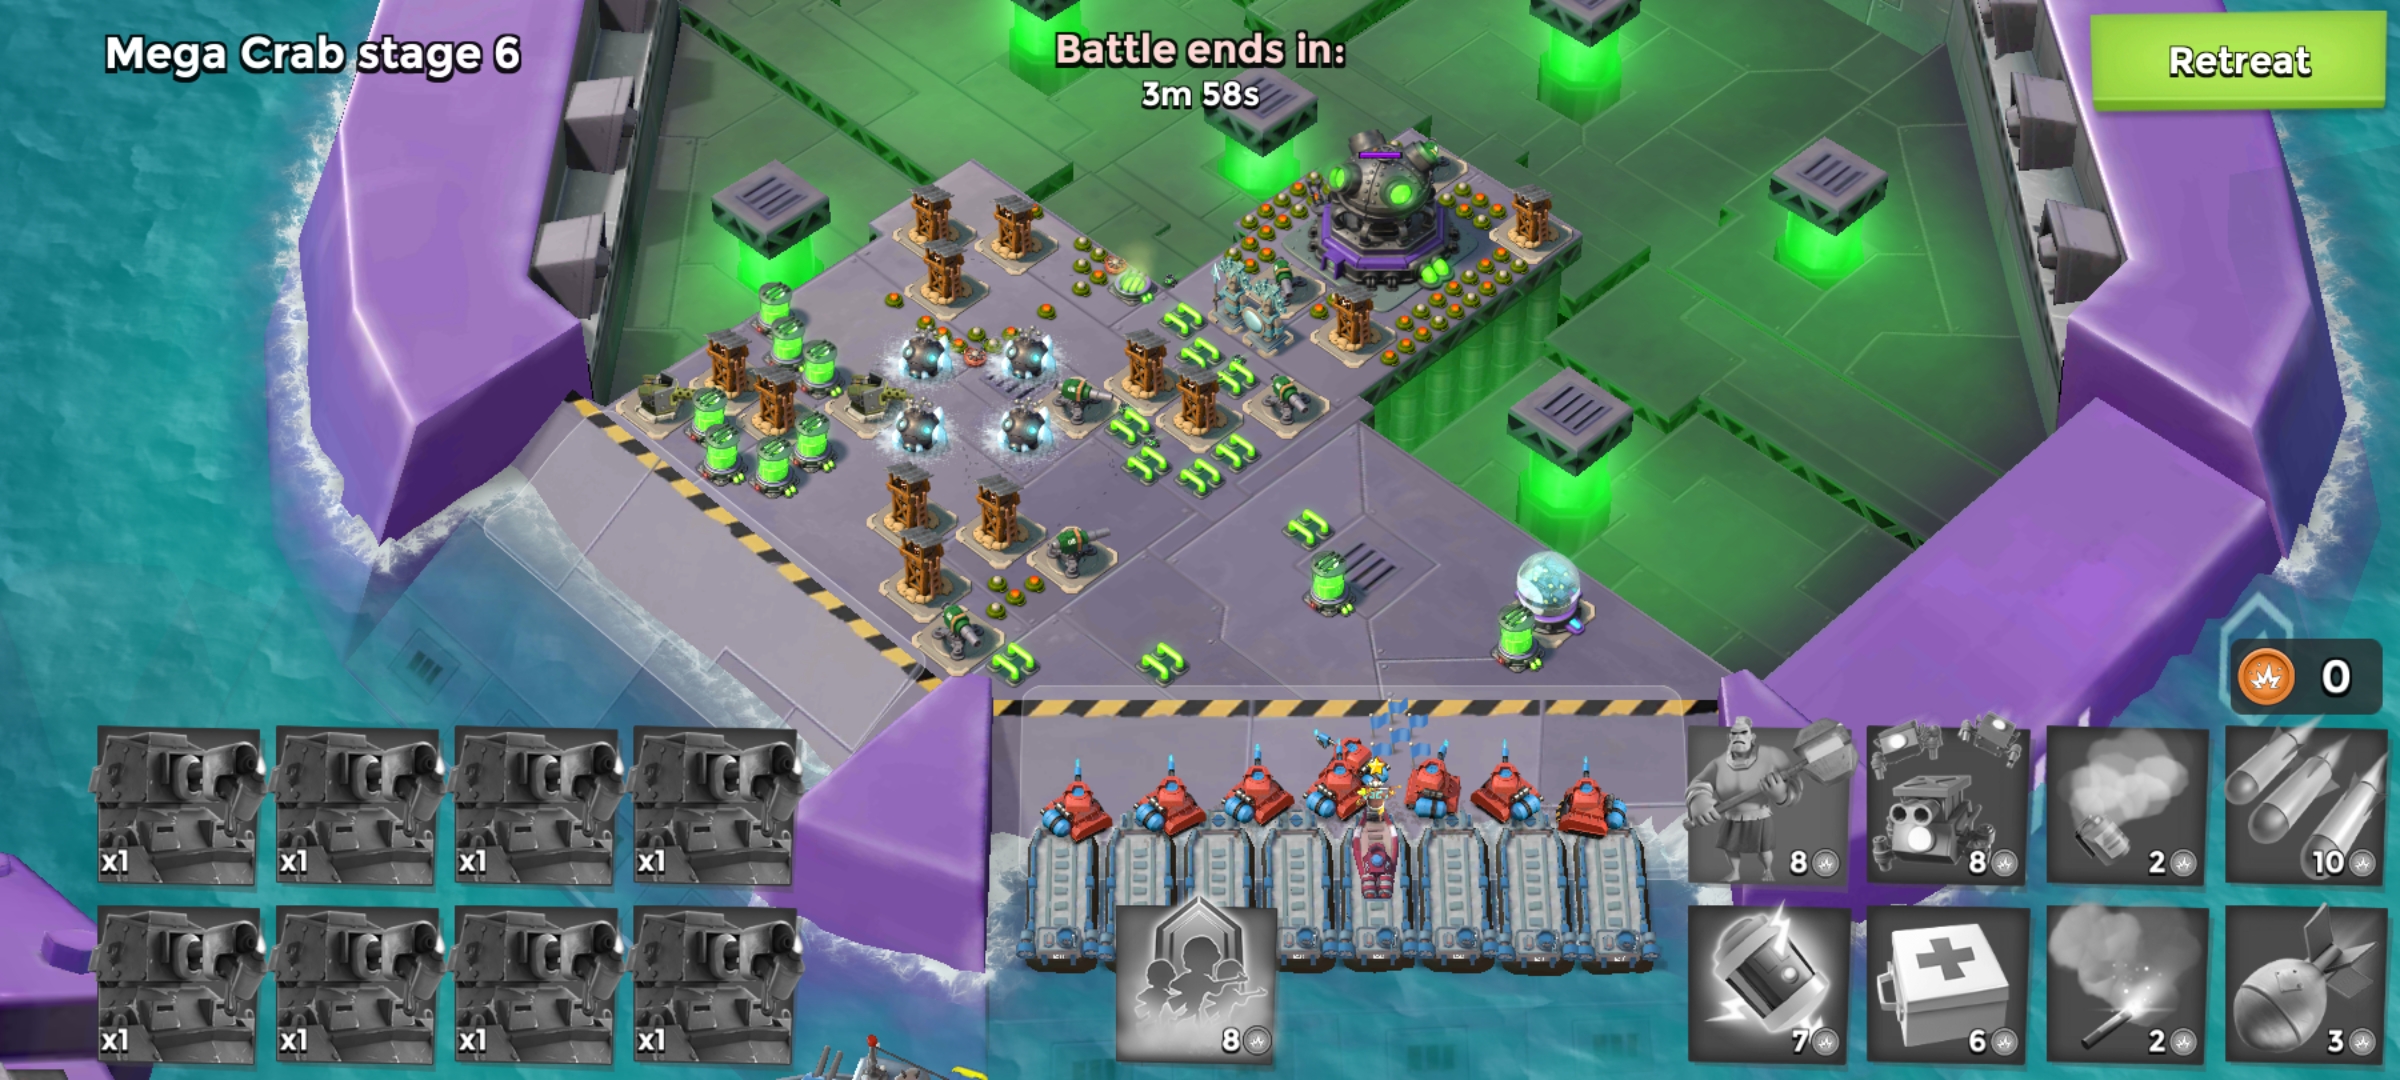 Mega Crab stage 6
Battle ends in:
3m 58s
Retreat
0
x1
x1
x1
x1
8
8
2
10
x1
x1
x1
x1
8
7
6
2
3